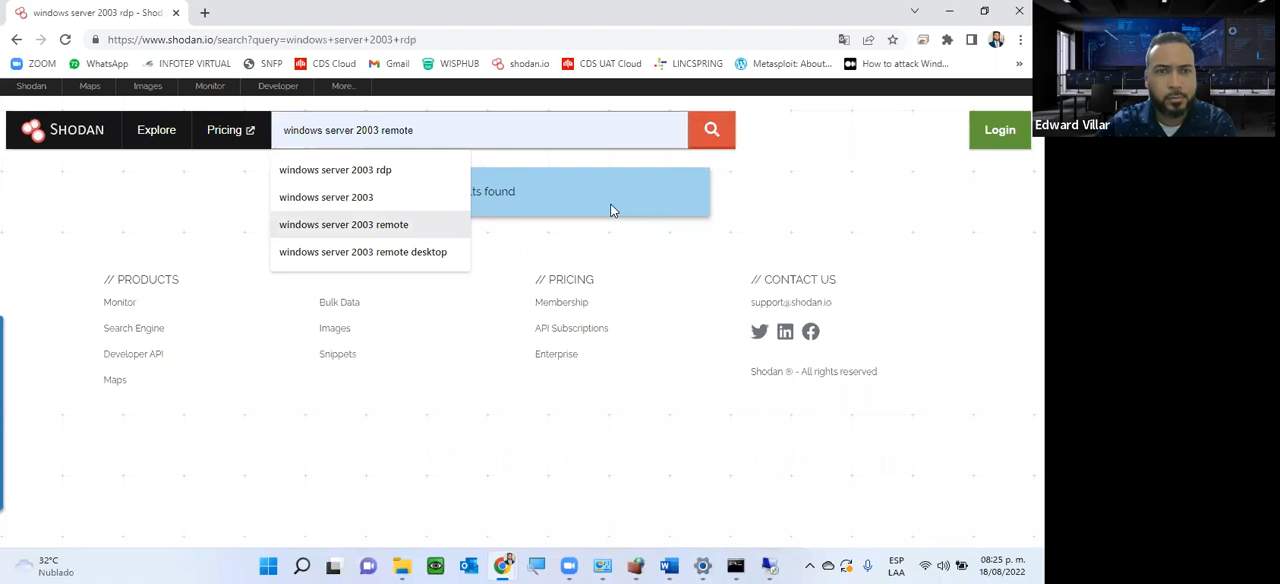 windows server 2003 rdp - Shod
https://www.shodan.io/search?query=windows+server+2003+rdp
ZOOM WhatsApp INFOTEP VIRTUAL SNFP CDS Cloud Gmail WISPHUB shodan.io CDS UAT Cloud LINCSPRING Metasploit: About... How to attack Wind... »
Shodan Maps Images Monitor Developer More...
SHODAN Explore Pricing windows server 2003 remote Login
Edward Villar
windows server 2003 rdp
ts found
windows server 2003
windows server 2003 remote
windows server 2003 remote desktop
// PRODUCTS // PRICING // CONTACT US
Monitor Bulk Data Membership support@shodan.io
Search Engine Images API Subscriptions
Developer API Snippets Enterprise
Maps Shodan ® - All rights reserved
32°C
Nublado
ESP
LAA
08:25 p. m.
18/08/2022